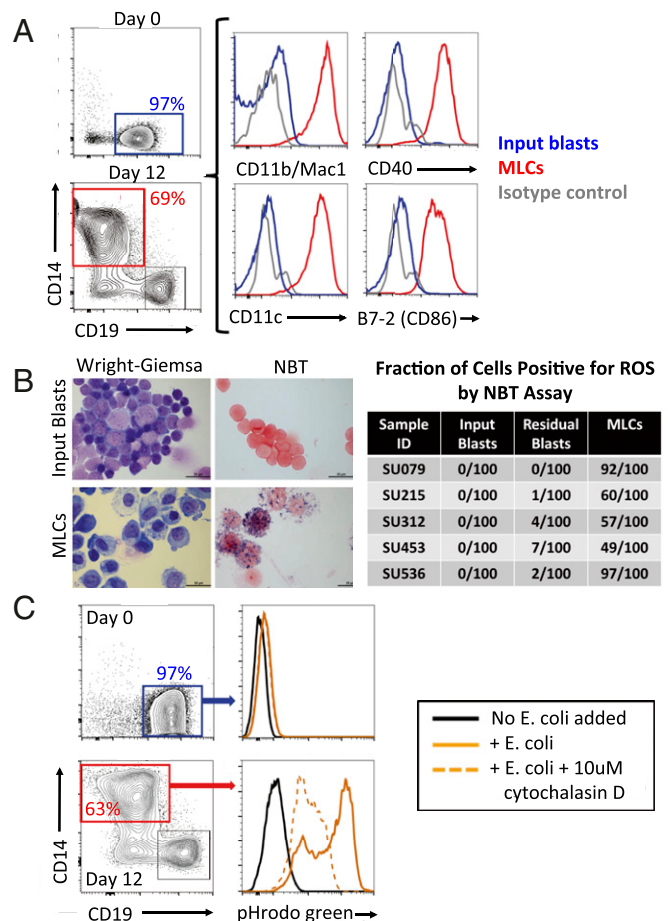 A
Day 0
97%
Day 12
69%
CD14
CD19
CD11b/Mac1
CD40
CD11c
B7-2 (CD86)
Input blasts
MLCs
Isotype control
B
Wright-Giemsa
NBT
Input Blasts
MLCs
Fraction of Cells Positive for ROS
by NBT Assay
Sample ID Input Blasts Residual Blasts MLCs
SU079 0/100 0/100 92/100
SU215 0/100 1/100 60/100
SU312 0/100 4/100 57/100
SU453 0/100 7/100 49/100
SU536 0/100 2/100 97/100
C
Day 0
97%
63%
Day 12
CD14
CD19
pHrodo green
No E. coli added
+ E. coli
+ E. coli + 10uM
cytochalasin D